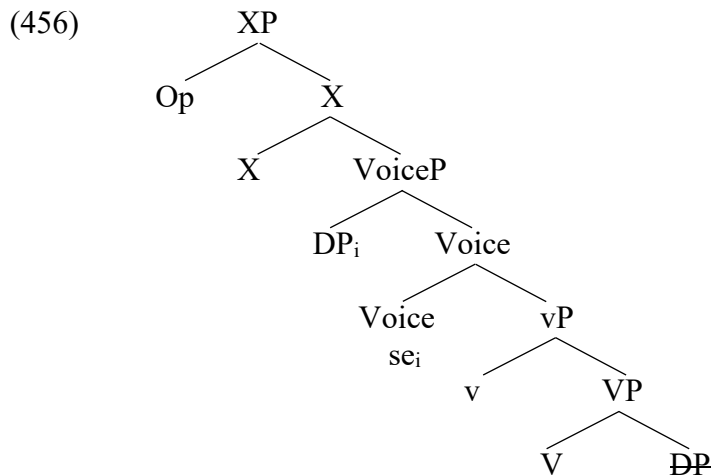 (456) XP
Op X
X VoiceP
DPi Voice
Voice vP
sei
v VP
V DP